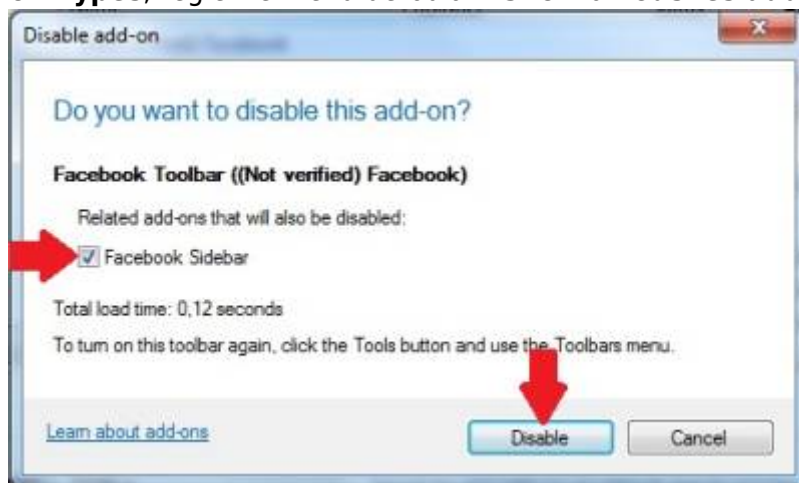 Disable add-on
Do you want to disable this add-on?
Facebook Toolbar ((Not verified) Facebook)
Related add-ons that will also be disabled:
Facebook Sidebar
Total load time: 0,12 seconds
To turn on this toolbar again, click the Tools button and use the Toolbars menu.
Learn about add-ons
Disable
Cancel